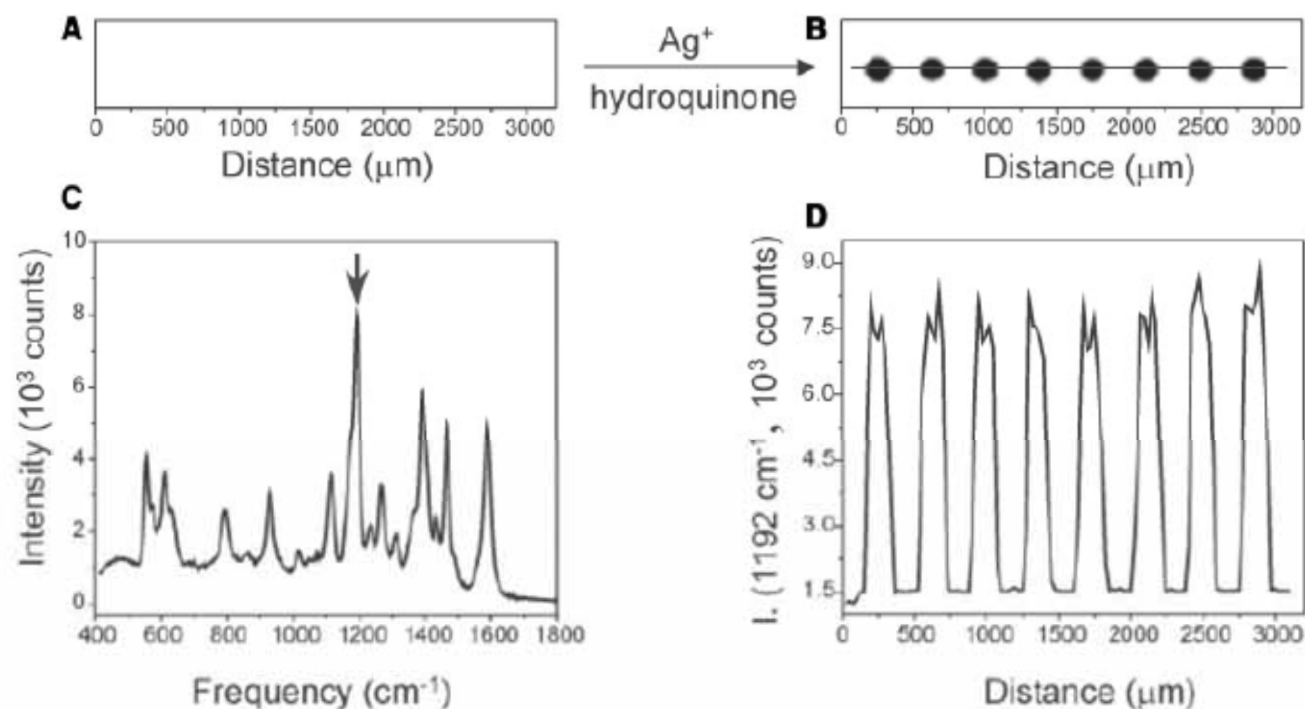 A
0 500 1000 1500 2000 2500 3000
Distance (μm)
Ag⁺
hydroquinone
B
0 500 1000 1500 2000 2500 3000
Distance (μm)
C
10
8
6
4
2
0
Intensity (10³ counts)
400 600 800 1000 1200 1400 1600 1800
Frequency (cm⁻¹)
D
9.0
7.5
6.0
4.5
3.0
1.5
I. (1192 cm⁻¹, 10³ counts)
0 500 1000 1500 2000 2500 3000
Distance (μm)